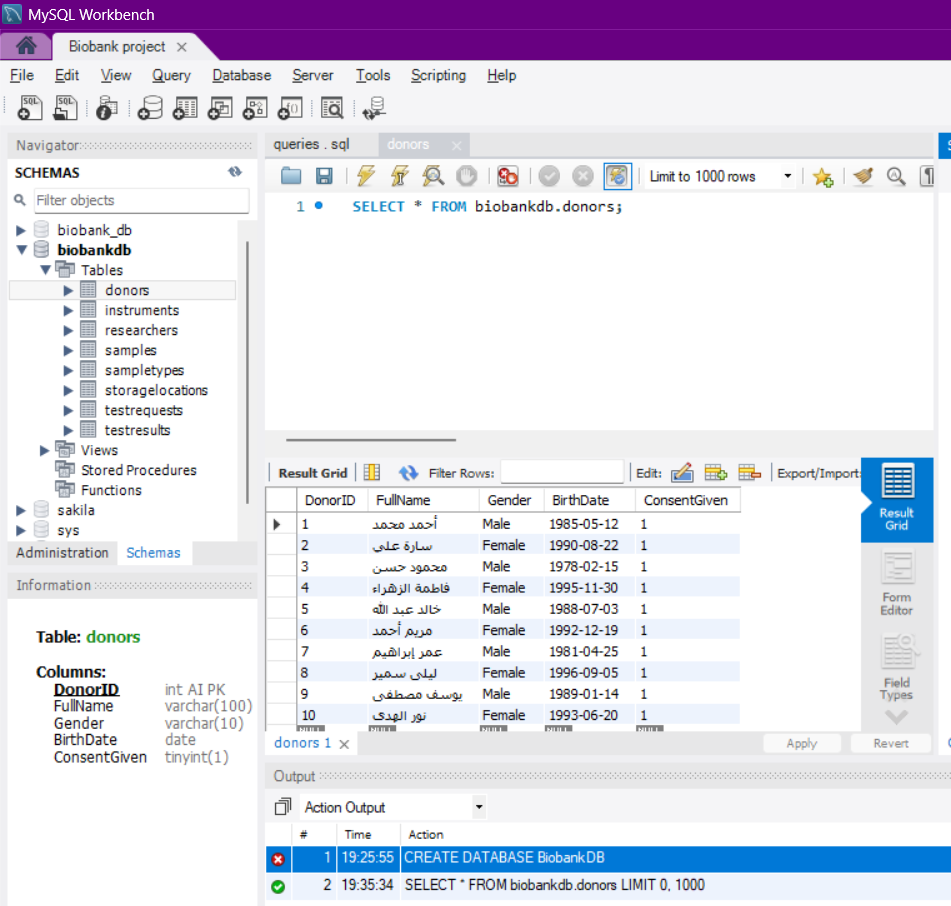 MySQL Workbench
Biobank project
File Edit View Query Database Server Tools Scripting Help
Navigator
SCHEMAS
Filter objects
biobank_db
biobankdb
Tables
donors
instruments
researchers
samples
sampletypes
storagelocations
testrequests
testresults
Views
Stored Procedures
Functions
sakila
sys
Administration Schemas
Information
Table: donors
Columns:
DonorID int AI PK
FullName varchar(100)
Gender varchar(10)
BirthDate date
ConsentGiven tinyint(1)
queries . sql donors
Limit to 1000 rows
1 SELECT * FROM biobankdb.donors;
Result Grid Filter Rows: Edit: Export/Import:
DonorID FullName Gender BirthDate ConsentGiven
1 أحمد محمد Male 1985-05-12 1
2 سارة علي Female 1990-08-22 1
3 محمود حسن Male 1978-02-15 1
4 فاطمة الزهراء Female 1995-11-30 1
5 خالد عبد الله Male 1988-07-03 1
6 مريم أحمد Female 1992-12-19 1
7 عمر إبراهيم Male 1981-04-25 1
8 ليلى سمير Female 1996-09-05 1
9 يوسف مصطفى Male 1989-01-14 1
10 نور الهدى Female 1993-06-20 1
Result
Grid
Form
Editor
Field
Types
donors 1 Apply Revert
Output
Action Output
# Time Action
1 19:25:55 CREATE DATABASE BiobankDB
2 19:35:34 SELECT * FROM biobankdb.donors LIMIT 0, 1000